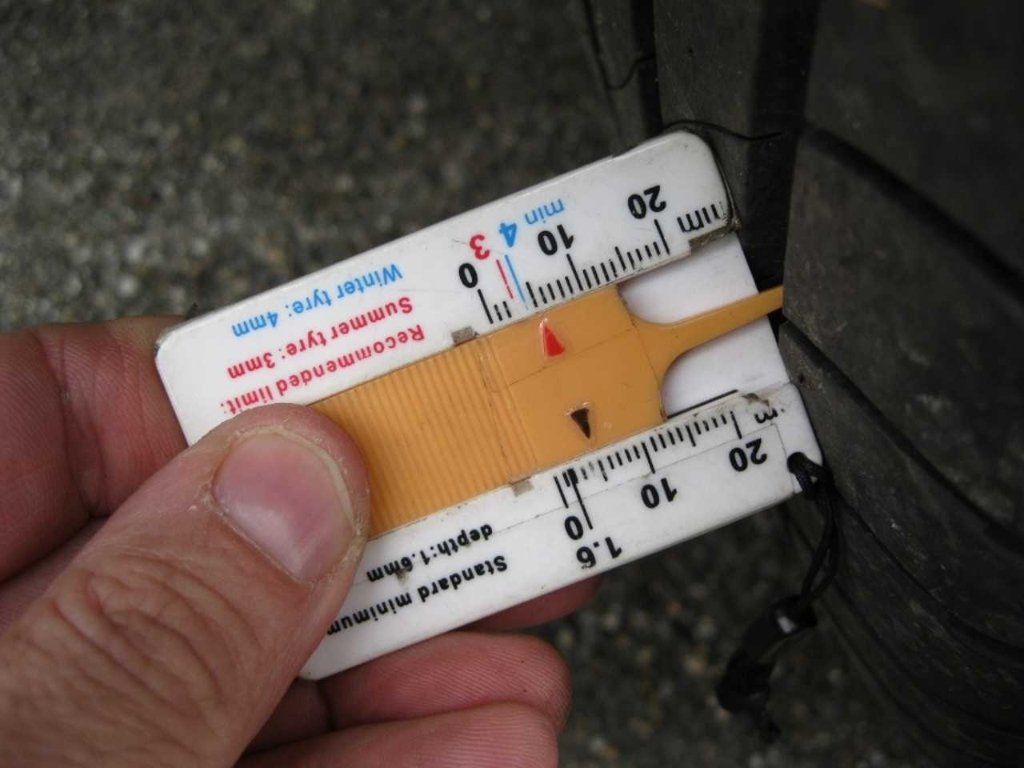 Standard minimum
depth:1.6mm
1.6
0 10 20
m
Recommended limit:
Summer tyre: 3mm
Winter tyre: 4mm
0 10 20
3
min 4
mm